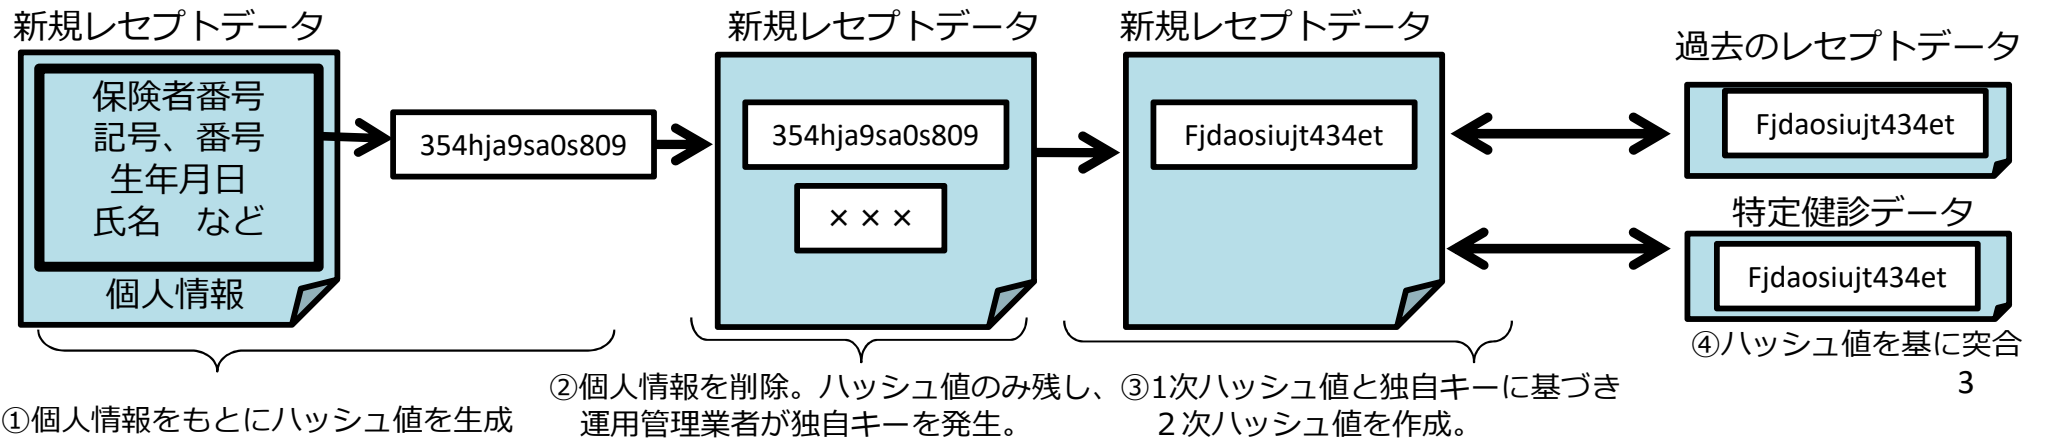 新規レセプトデータ
保険者番号
記号、番号
生年月日
氏名　など
個人情報
354hja9sa0s809
新規レセプトデータ
354hja9sa0s809
×××
新規レセプトデータ
Fjdaosiujt434et
過去のレセプトデータ
Fjdaosiujt434et
特定健診データ
Fjdaosiujt434et
①個人情報をもとにハッシュ値を生成
②個人情報を削除。ハッシュ値のみ残し、
運用管理業者が独自キーを発生。
③1次ハッシュ値と独自キーに基づき
２次ハッシュ値を作成。
④ハッシュ値を基に突合
3